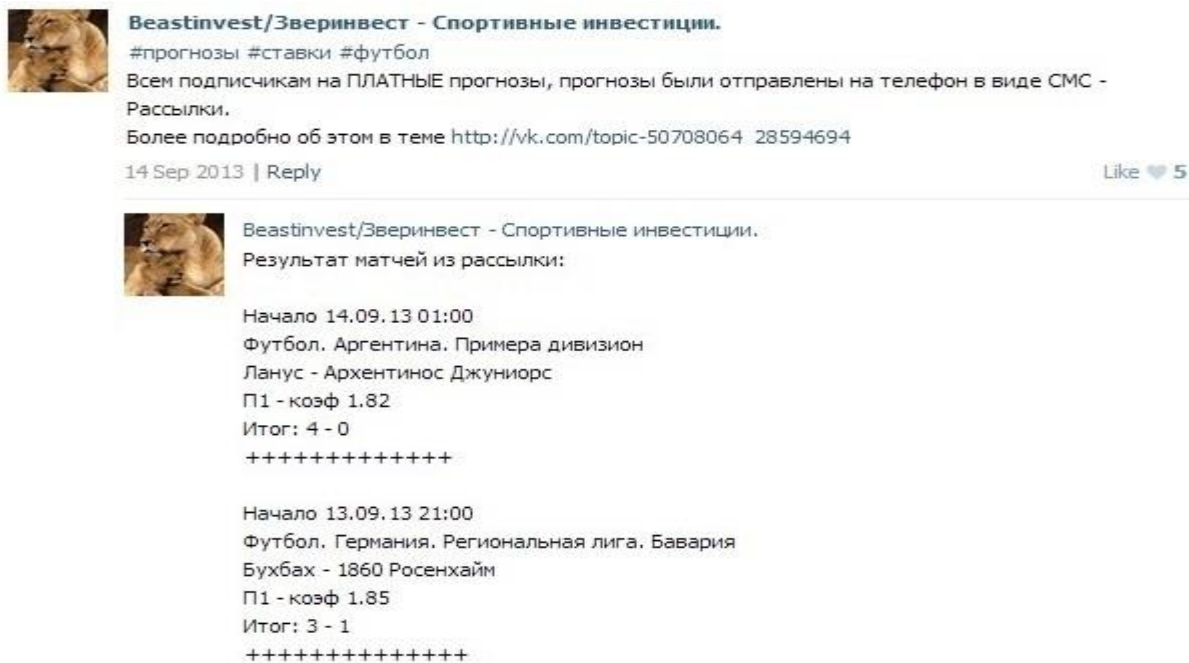 Beastinvest/Зверинвест - Спортивные инвестиции.
#прогнозы #ставки #футбол
Всем подписчикам на ПЛАТНЫЕ прогнозы, прогнозы были отправлены на телефон в виде СМС -
Рассылки.
Более подробно об этом в теме http://vk.com/topic-50708064_28594694
14 Sep 2013 | Reply Like 5
Beastinvest/Зверинвест - Спортивные инвестиции.
Результат матчей из рассылки:
Начало 14.09.13 01:00
Футбол. Аргентина. Примера дивизион
Ланус - Архентинос Джуниорс
П1 - коэф 1.82
Итог: 4 - 0
+++++++++++++
Начало 13.09.13 21:00
Футбол. Германия. Региональная лига. Бавария
Бухбах - 1860 Росенхайм
П1 - коэф 1.85
Итог: 3 - 1
++++++++++++++